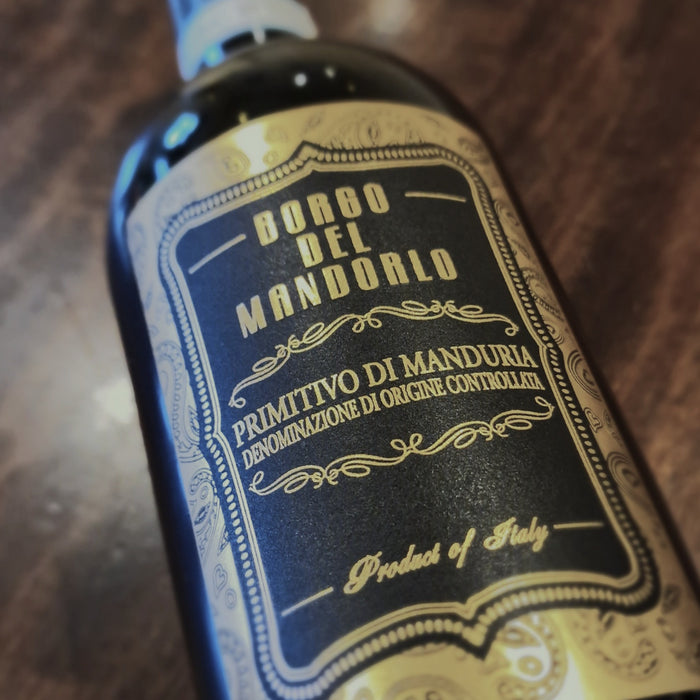 BORGO
DEL
MANDORLO
PRIMITIVO DI MANDURIA
DENOMINAZIONE DI ORIGINE CONTROLLATA
Product of Italy